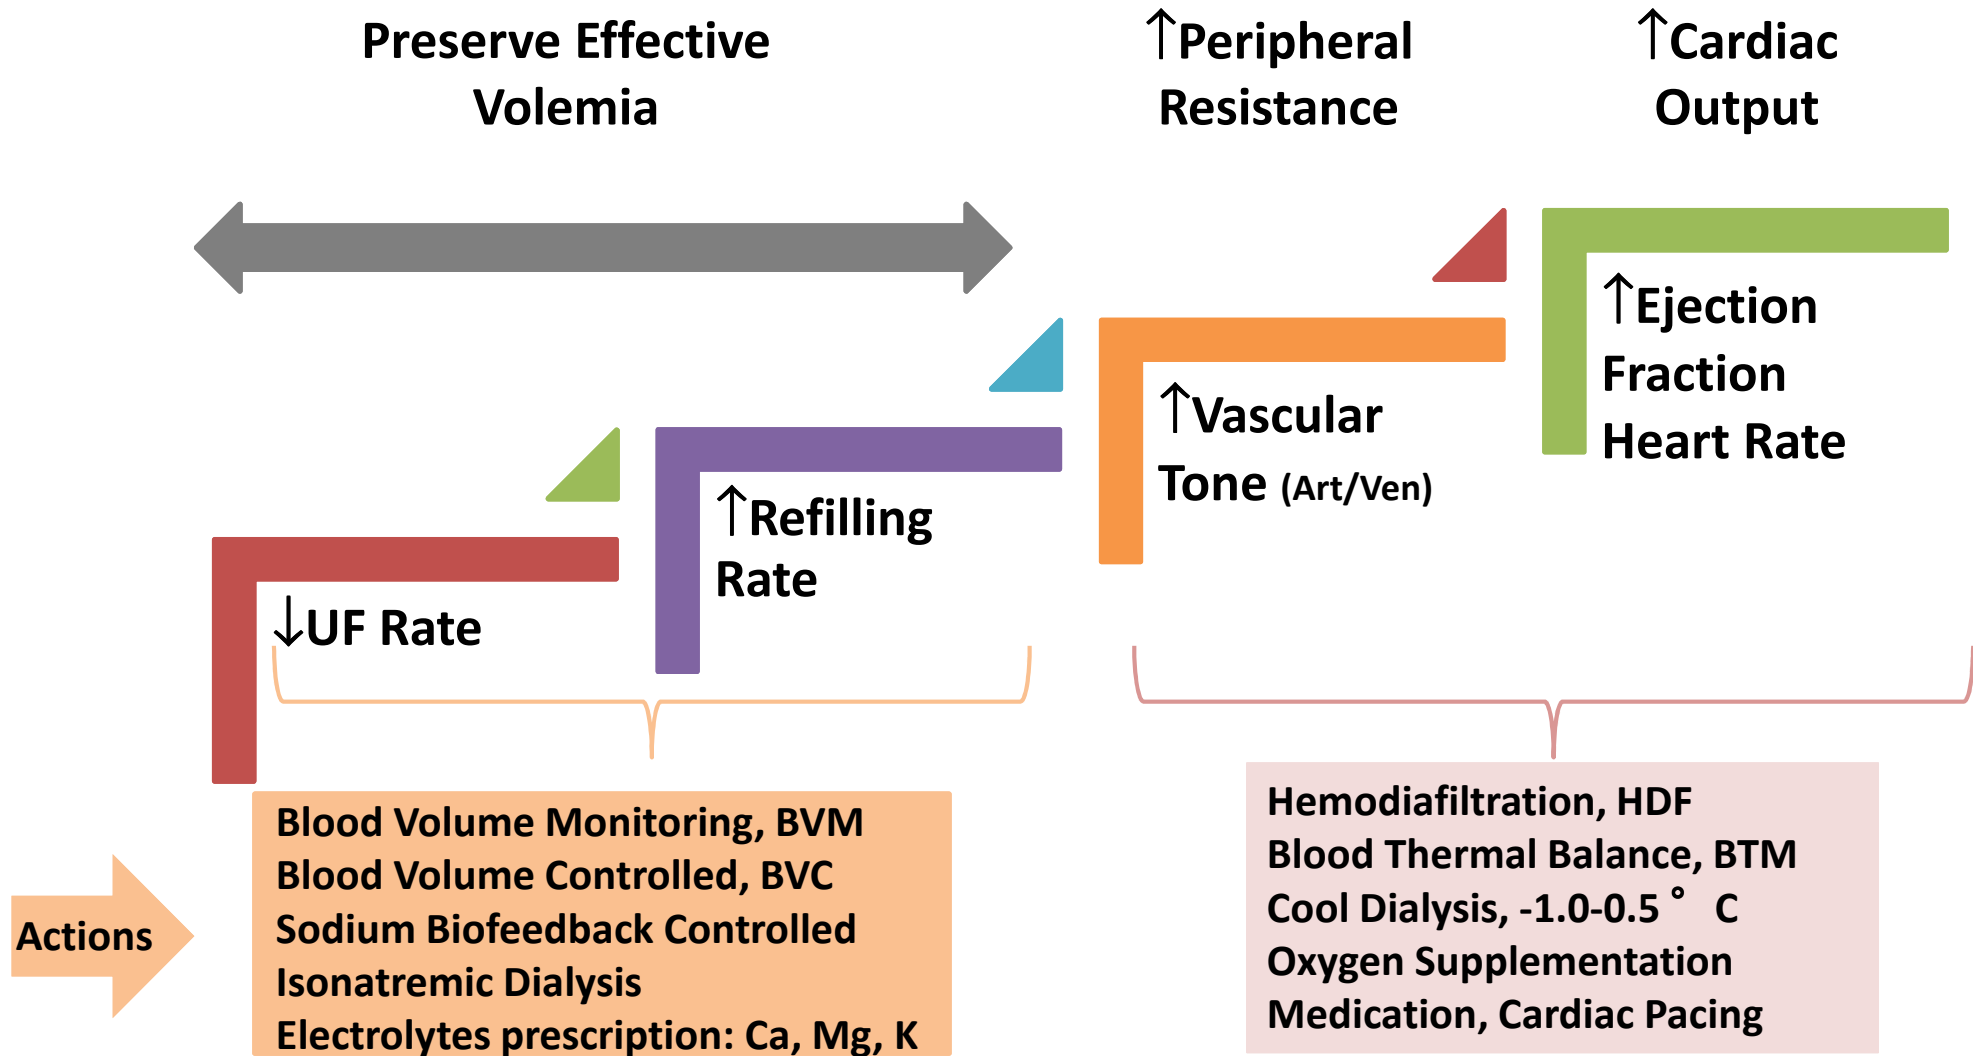 Preserve Effective
Volemia
↑Peripheral
Resistance
↑Cardiac
Output
↓UF Rate
↑Refilling
Rate
↑Vascular
Tone (Art/Ven)
↑Ejection
Fraction
Heart Rate
Actions
Blood Volume Monitoring, BVM
Blood Volume Controlled, BVC
Sodium Biofeedback Controlled
Isonatremic Dialysis
Electrolytes prescription: Ca, Mg, K
Hemodiafiltration, HDF
Blood Thermal Balance, BTM
Cool Dialysis, -1.0-0.5 ° C
Oxygen Supplementation
Medication, Cardiac Pacing